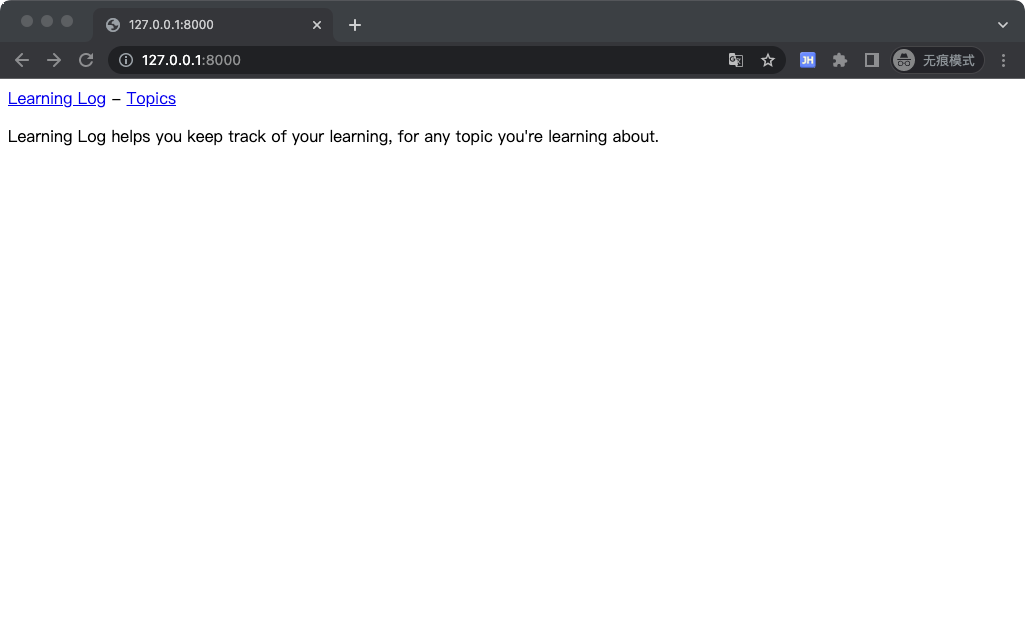 127.0.0.1:8000
127.0.0.1:8000
JH
无痕模式
Learning Log - Topics
Learning Log helps you keep track of your learning, for any topic you're learning about.